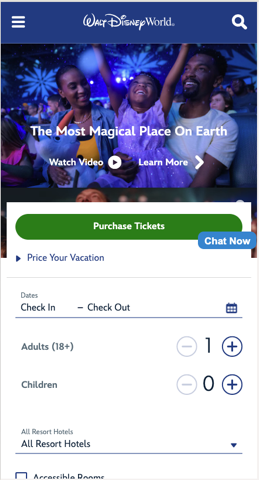 Walt Disney World.
The Most Magical Place On Earth
Watch Video Learn More
Purchase Tickets
Chat Now
Price Your Vacation
Dates
Check In – Check Out
Adults (18+) 1
Children 0
All Resort Hotels
All Resort Hotels
Accessible Rooms